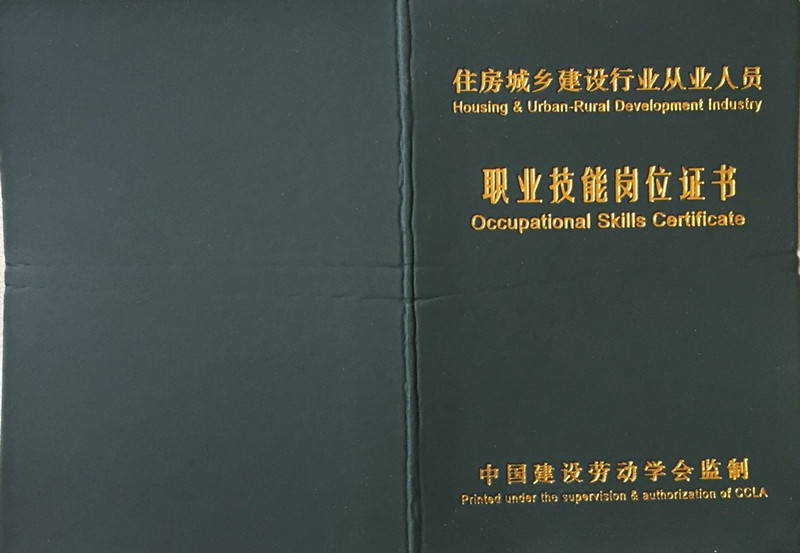 住房城乡建设行业从业人员
Housing & Urban-Rural Development Industry
职业技能岗位证书
Occupational Skills Certificate
中国建设劳动学会监制
Printed under the supervision & authorization of CCLA